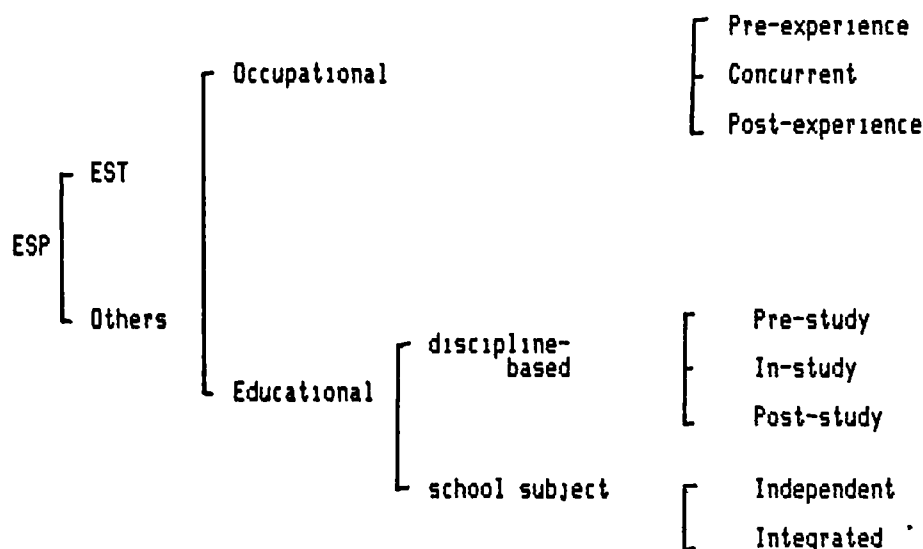 Pre-experience
Occupational
Concurrent
Post-experience
EST
ESP
Others
discipline-
based
Pre-study
In-study
Educational
Post-study
school subject
Independent
Integrated